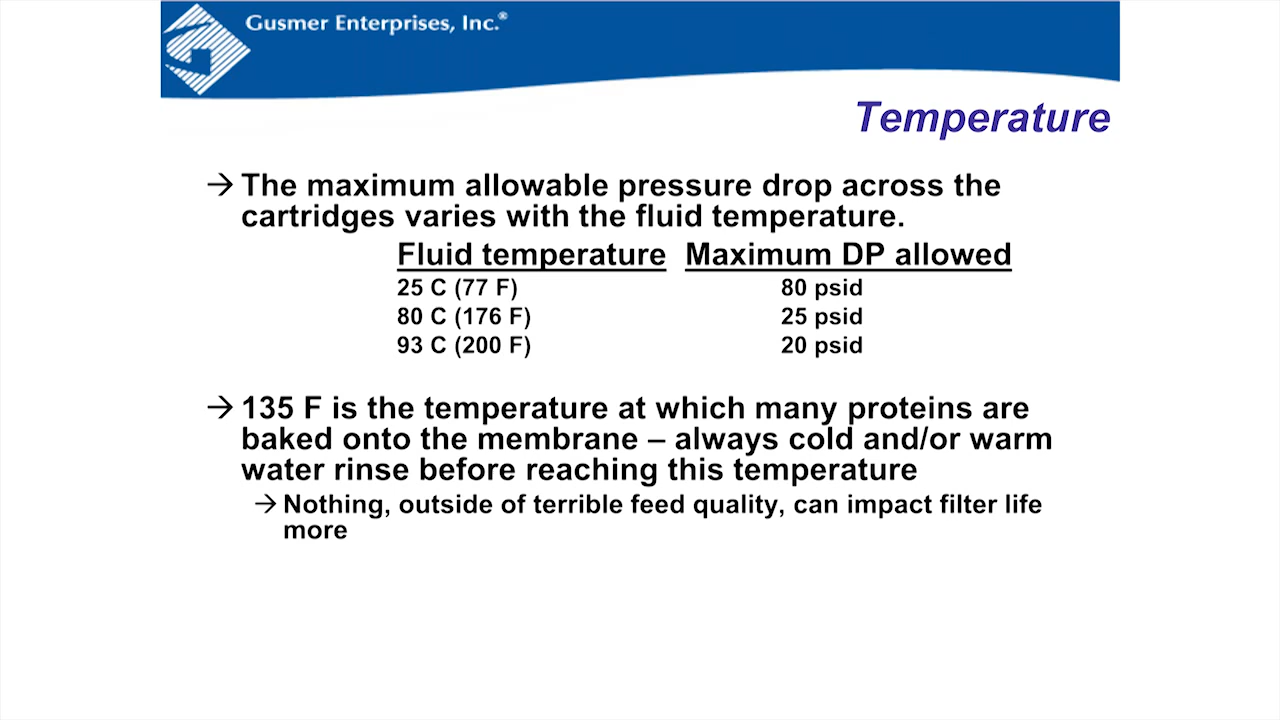 Gusmer Enterprises, Inc.®
Temperature
→ The maximum allowable pressure drop across the
cartridges varies with the fluid temperature.
Fluid temperature Maximum DP allowed
25 C (77 F) 80 psid
80 C (176 F) 25 psid
93 C (200 F) 20 psid
→ 135 F is the temperature at which many proteins are
baked onto the membrane – always cold and/or warm
water rinse before reaching this temperature
→ Nothing, outside of terrible feed quality, can impact filter life
more